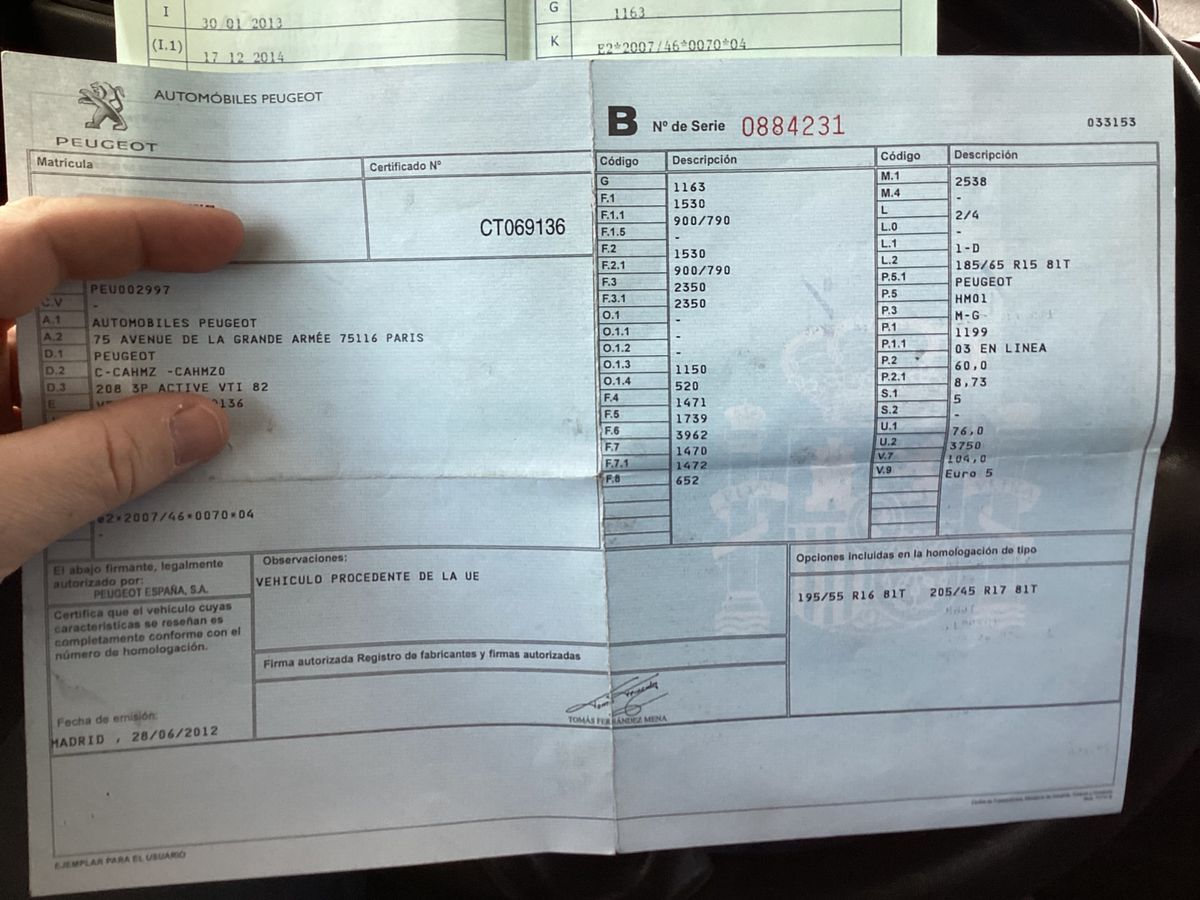 I 30 01 2013
(I.1) 17 12 2014
G 1163
K E2*2007/46*0070*04
AUTOMÓBILES PEUGEOT
PEUGEOT
B Nº de Serie 0884231
033153
Matricula
Certificado Nº
CT069136
PEU002997
C.V -
A.1 AUTOMOBILES PEUGEOT
A.2 75 AVENUE DE LA GRANDE ARMÉE 75116 PARIS
D.1 PEUGEOT
D.2 C-CAHMZ -CAHMZ0
D.3 208 3P ACTIVE VTI 82
E 0136
e2*2007/46*0070*04
-
Código Descripción
G 1163
F.1 1530
F.1.1 900/790
F.1.5 -
F.2 1530
F.2.1 900/790
F.3 2350
F.3.1 2350
O.1 -
O.1.1 -
O.1.2 -
O.1.3 1150
O.1.4 520
F.4 1471
F.5 1739
F.6 3962
F.7 1470
F.7.1 1472
F.8 652
Código Descripción
M.1 2538
M.4 -
L 2/4
L.0 -
L.1 1-D
L.2 185/65 R15 81T
P.5.1 PEUGEOT
P.5 HM01
P.3 M-G
P.1 1199
P.1.1 03 EN LINEA
P.2 60,0
P.2.1 8,73
S.1 5
S.2 -
U.1 76,0
U.2 3750
V.7 104,0
V.9 Euro 5
El abajo firmante, legalmente
autorizado por:
PEUGEOT ESPAÑA, S.A.
Certifica que el vehículo cuyas
características se reseñan es
completamente conforme con el
número de homologación.
Fecha de emisión:
MADRID , 28/06/2012
Observaciones:
VEHICULO PROCEDENTE DE LA UE
Firma autorizada Registro de fabricantes y firmas autorizadas
TOMÁS FERNÁNDEZ MENA
Opciones incluidas en la homologación de tipo
195/55 R16 81T 205/45 R17 81T
EJEMPLAR PARA EL USUARIO